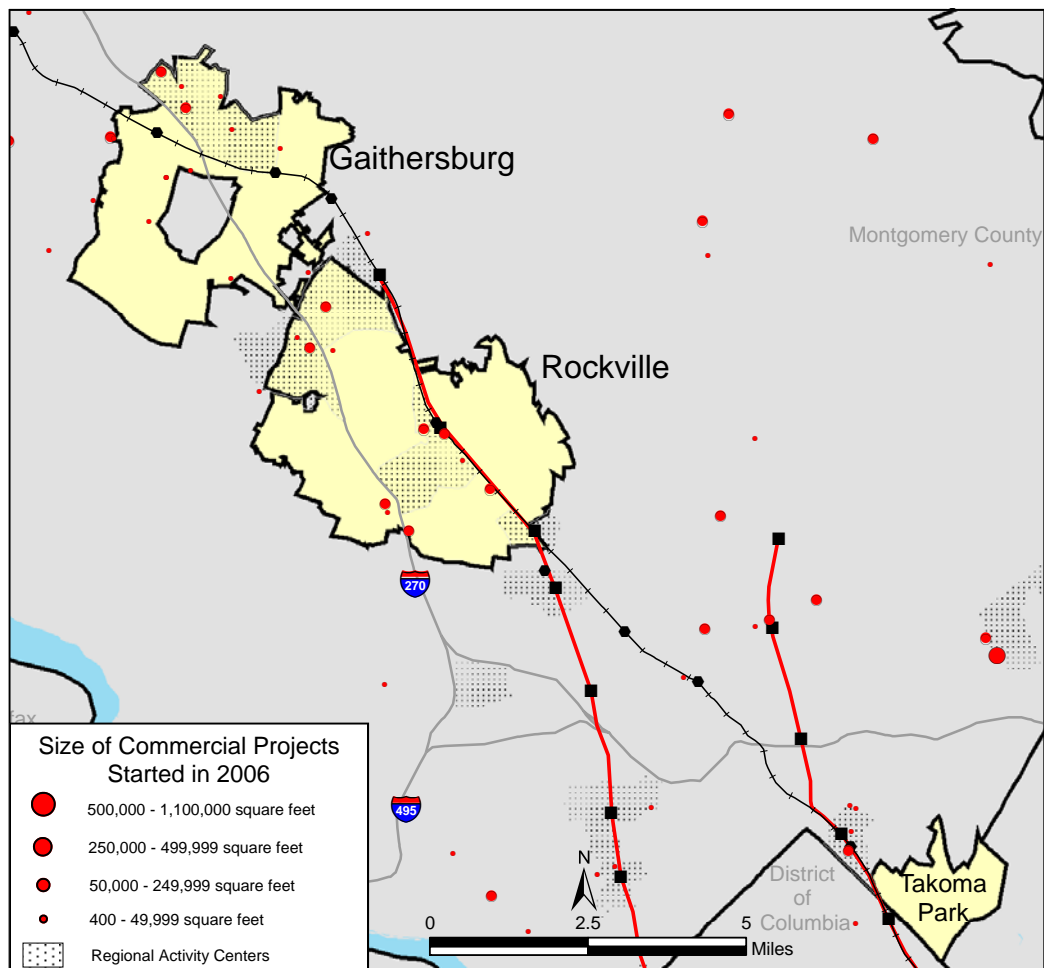 Gaithersburg
Montgomery County
Rockville
270
fax
Size of Commercial Projects
Started in 2006
500,000 - 1,100,000 square feet
250,000 - 499,999 square feet
50,000 - 249,999 square feet
400 - 49,999 square feet
Regional Activity Centers
495
N
District
of
Columbia
Takoma
Park
0 2.5 5
Miles